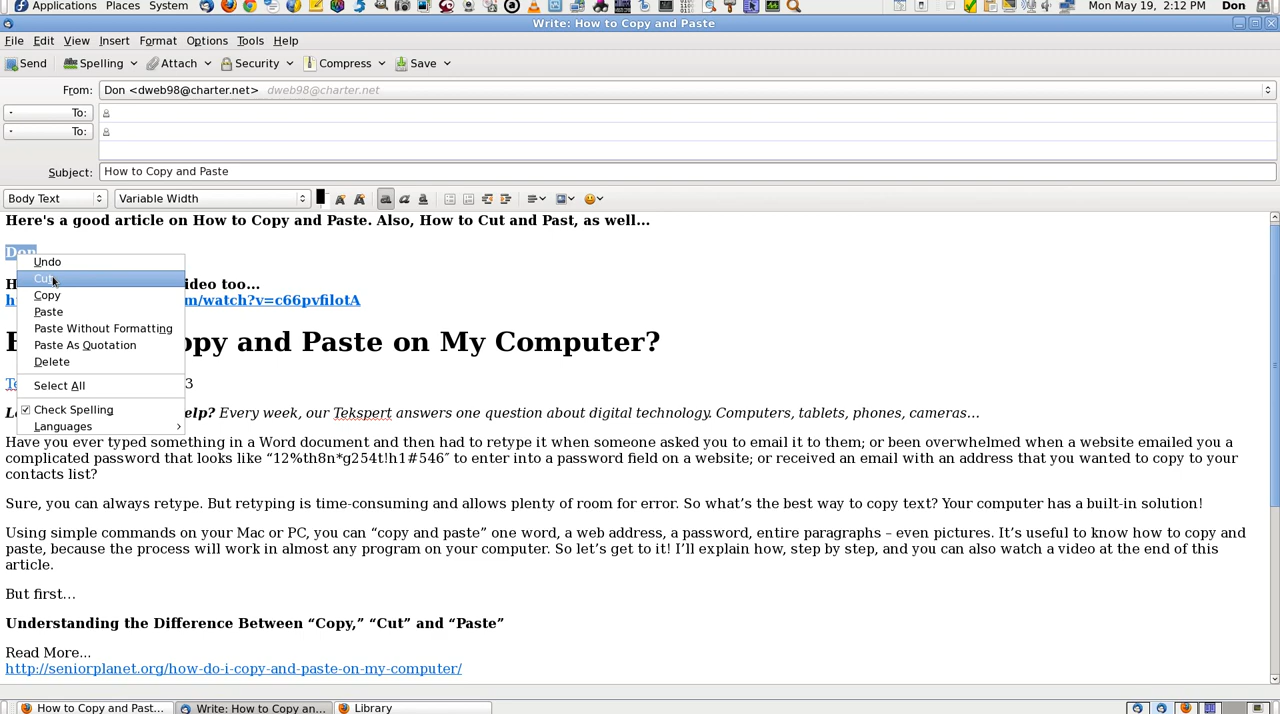 Applications Places System
Mon May 19, 2:12 PM Don
Write: How to Copy and Paste
File Edit View Insert Format Options Tools Help
Send Spelling Attach Security Compress Save
From: Don <dweb98@charter.net> dweb98@charter.net
To:
To:
Subject: How to Copy and Paste
Body Text Variable Width
Here's a good article on How to Copy and Paste. Also, How to Cut and Past, as well...
Don
Undo
Cut
Copy
Paste
Paste Without Formatting
Paste As Quotation
Delete
Select All
Check Spelling
Languages
H ideo too...
h m/watch?v=c66pvfilotA
opy and Paste on My Computer?
Te 3
L elp? Every week, our Tekspert answers one question about digital technology. Computers, tablets, phones, cameras…
Have you ever typed something in a Word document and then had to retype it when someone asked you to email it to them; or been overwhelmed when a website emailed you a
complicated password that looks like “12%th8n*g254t!h1#546″ to enter into a password field on a website; or received an email with an address that you wanted to copy to your
contacts list?
Sure, you can always retype. But retyping is time-consuming and allows plenty of room for error. So what’s the best way to copy text? Your computer has a built-in solution!
Using simple commands on your Mac or PC, you can “copy and paste” one word, a web address, a password, entire paragraphs – even pictures. It’s useful to know how to copy and
paste, because the process will work in almost any program on your computer. So let’s get to it! I’ll explain how, step by step, and you can also watch a video at the end of this
article.
But first…
Understanding the Difference Between “Copy,” “Cut” and “Paste”
Read More...
http://seniorplanet.org/how-do-i-copy-and-paste-on-my-computer/
How to Copy and Past... Write: How to Copy an... Library